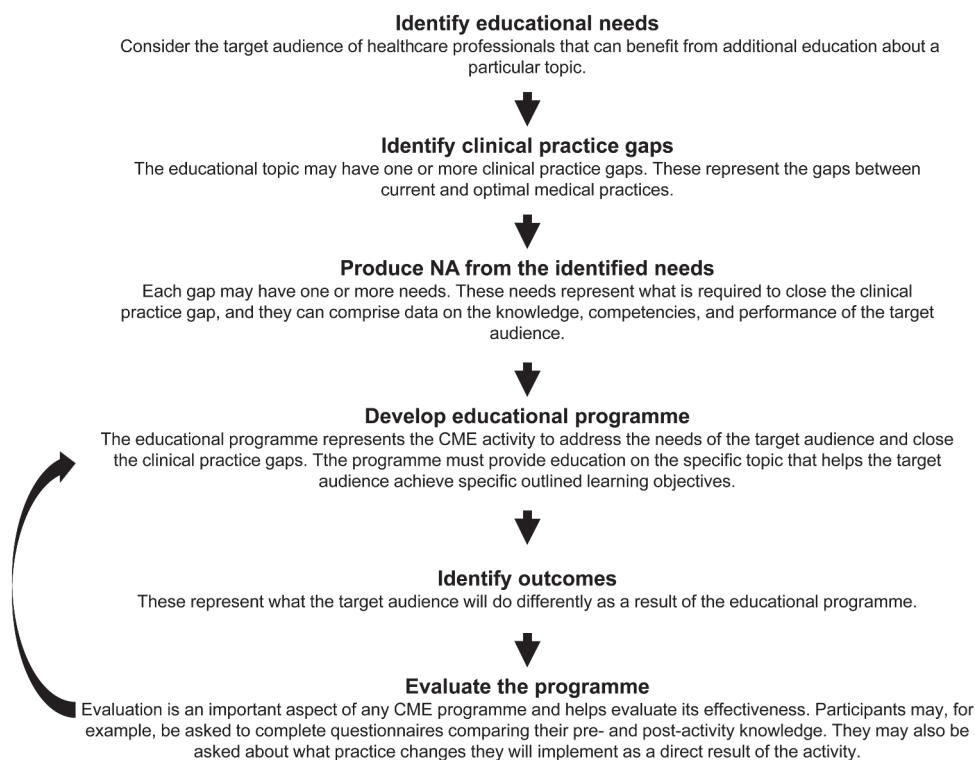 Identify educational needs
Consider the target audience of healthcare professionals that can benefit from additional education about a
particular topic.
Identify clinical practice gaps
The educational topic may have one or more clinical practice gaps. These represent the gaps between
current and optimal medical practices.
Produce NA from the identified needs
Each gap may have one or more needs. These needs represent what is required to close the clinical
practice gap, and they can comprise data on the knowledge, competencies, and performance of the target
audience.
Develop educational programme
The educational programme represents the CME activity to address the needs of the target audience and close
the clinical practice gaps. Tthe programme must provide education on the specific topic that helps the target
audience achieve specific outlined learning objectives.
Identify outcomes
These represent what the target audience will do differently as a result of the educational programme.
Evaluate the programme
Evaluation is an important aspect of any CME programme and helps evaluate its effectiveness. Participants may, for
example, be asked to complete questionnaires comparing their pre- and post-activity knowledge. They may also be
asked about what practice changes they will implement as a direct result of the activity.